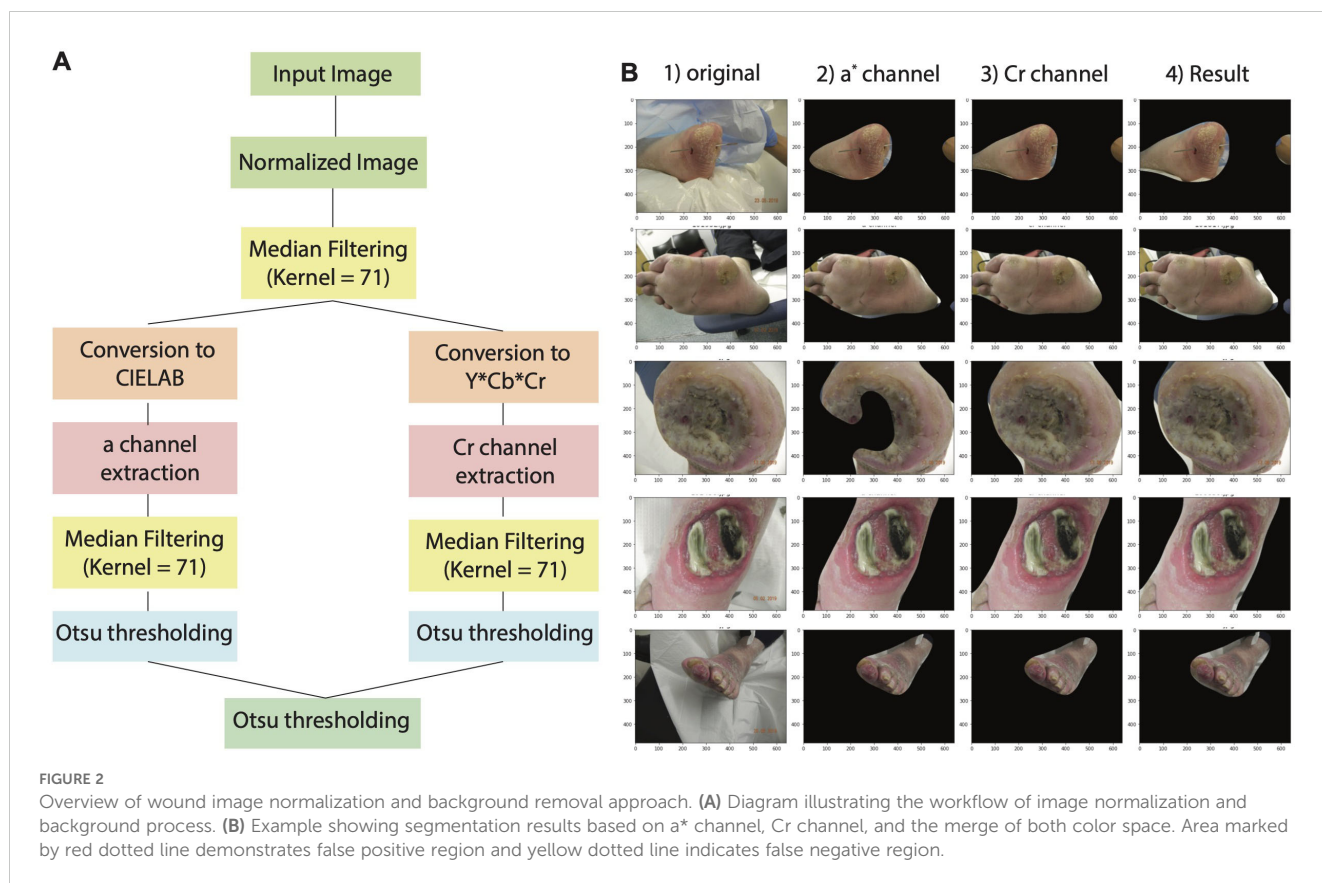 A
Input Image
Normalized Image
Median Filtering
(Kernel = 71)
Conversion to
CIELAB
a channel
extraction
Median Filtering
(Kernel = 71)
Otsu thresholding
Conversion to
Y*Cb*Cr
Cr channel
extraction
Median Filtering
(Kernel = 71)
Otsu thresholding
Otsu thresholding
B
1) original
2) a* channel
3) Cr channel
4) Result
FIGURE 2
Overview of wound image normalization and background removal approach. (A) Diagram illustrating the workflow of image normalization and
background process. (B) Example showing segmentation results based on a* channel, Cr channel, and the merge of both color space. Area marked
by red dotted line demonstrates false positive region and yellow dotted line indicates false negative region.